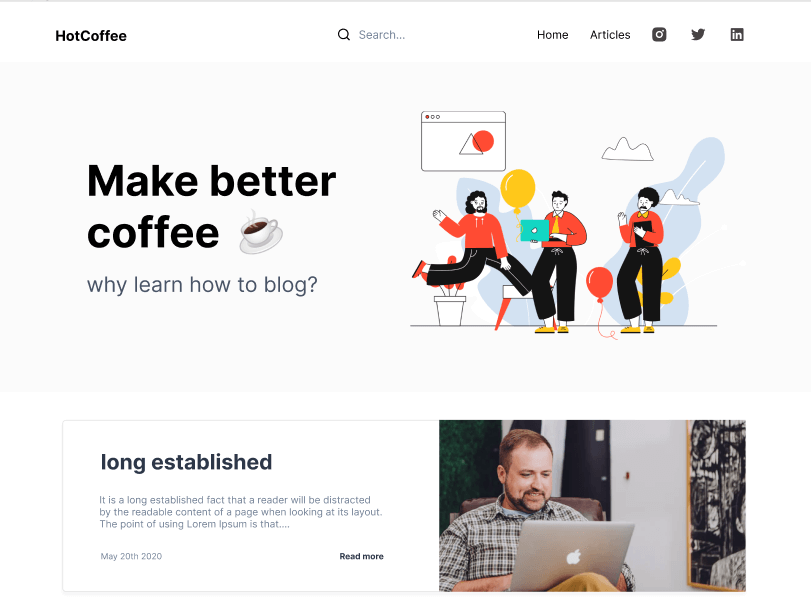 HotCoffee
Search...
Home
Articles
Make better
coffee ☕
why learn how to blog?
long established
It is a long established fact that a reader will be distracted
by the readable content of a page when looking at its layout.
The point of using Lorem Ipsum is that....
May 20th 2020
Read more